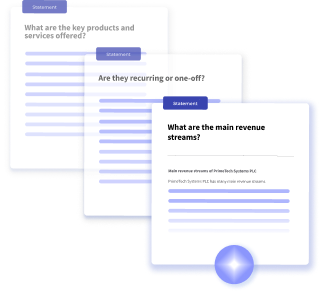 Statement
What are the key products and
services offered?
Statement
Are they recurring or one-off?
Statement
What are the main revenue
streams?
Main revenue streams of PrimeTech Systems PLC
PrimeTech Systems PLC has many main revenue streams